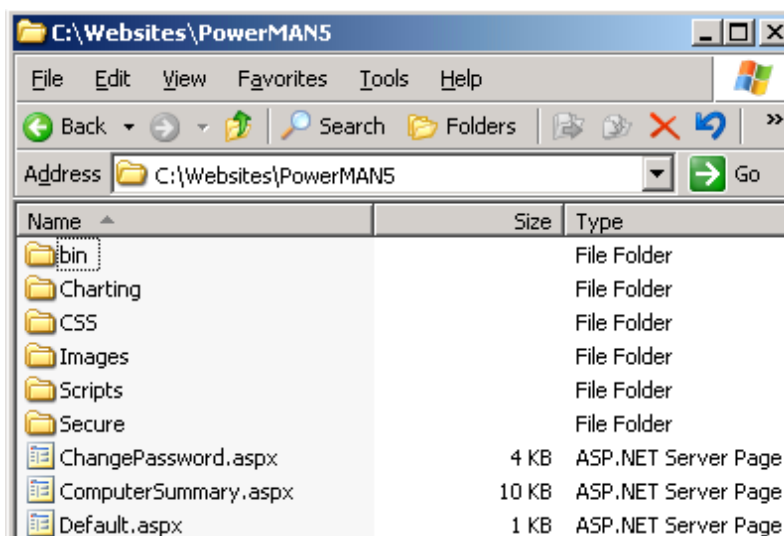 C:\Websites\PowerMAN5
File Edit View Favorites Tools Help
Back Search Folders »
Address C:\Websites\PowerMAN5 Go
Name Size Type
bin File Folder
Charting File Folder
CSS File Folder
Images File Folder
Scripts File Folder
Secure File Folder
ChangePassword.aspx 4 KB ASP.NET Server Page
ComputerSummary.aspx 10 KB ASP.NET Server Page
Default.aspx 1 KB ASP.NET Server Page